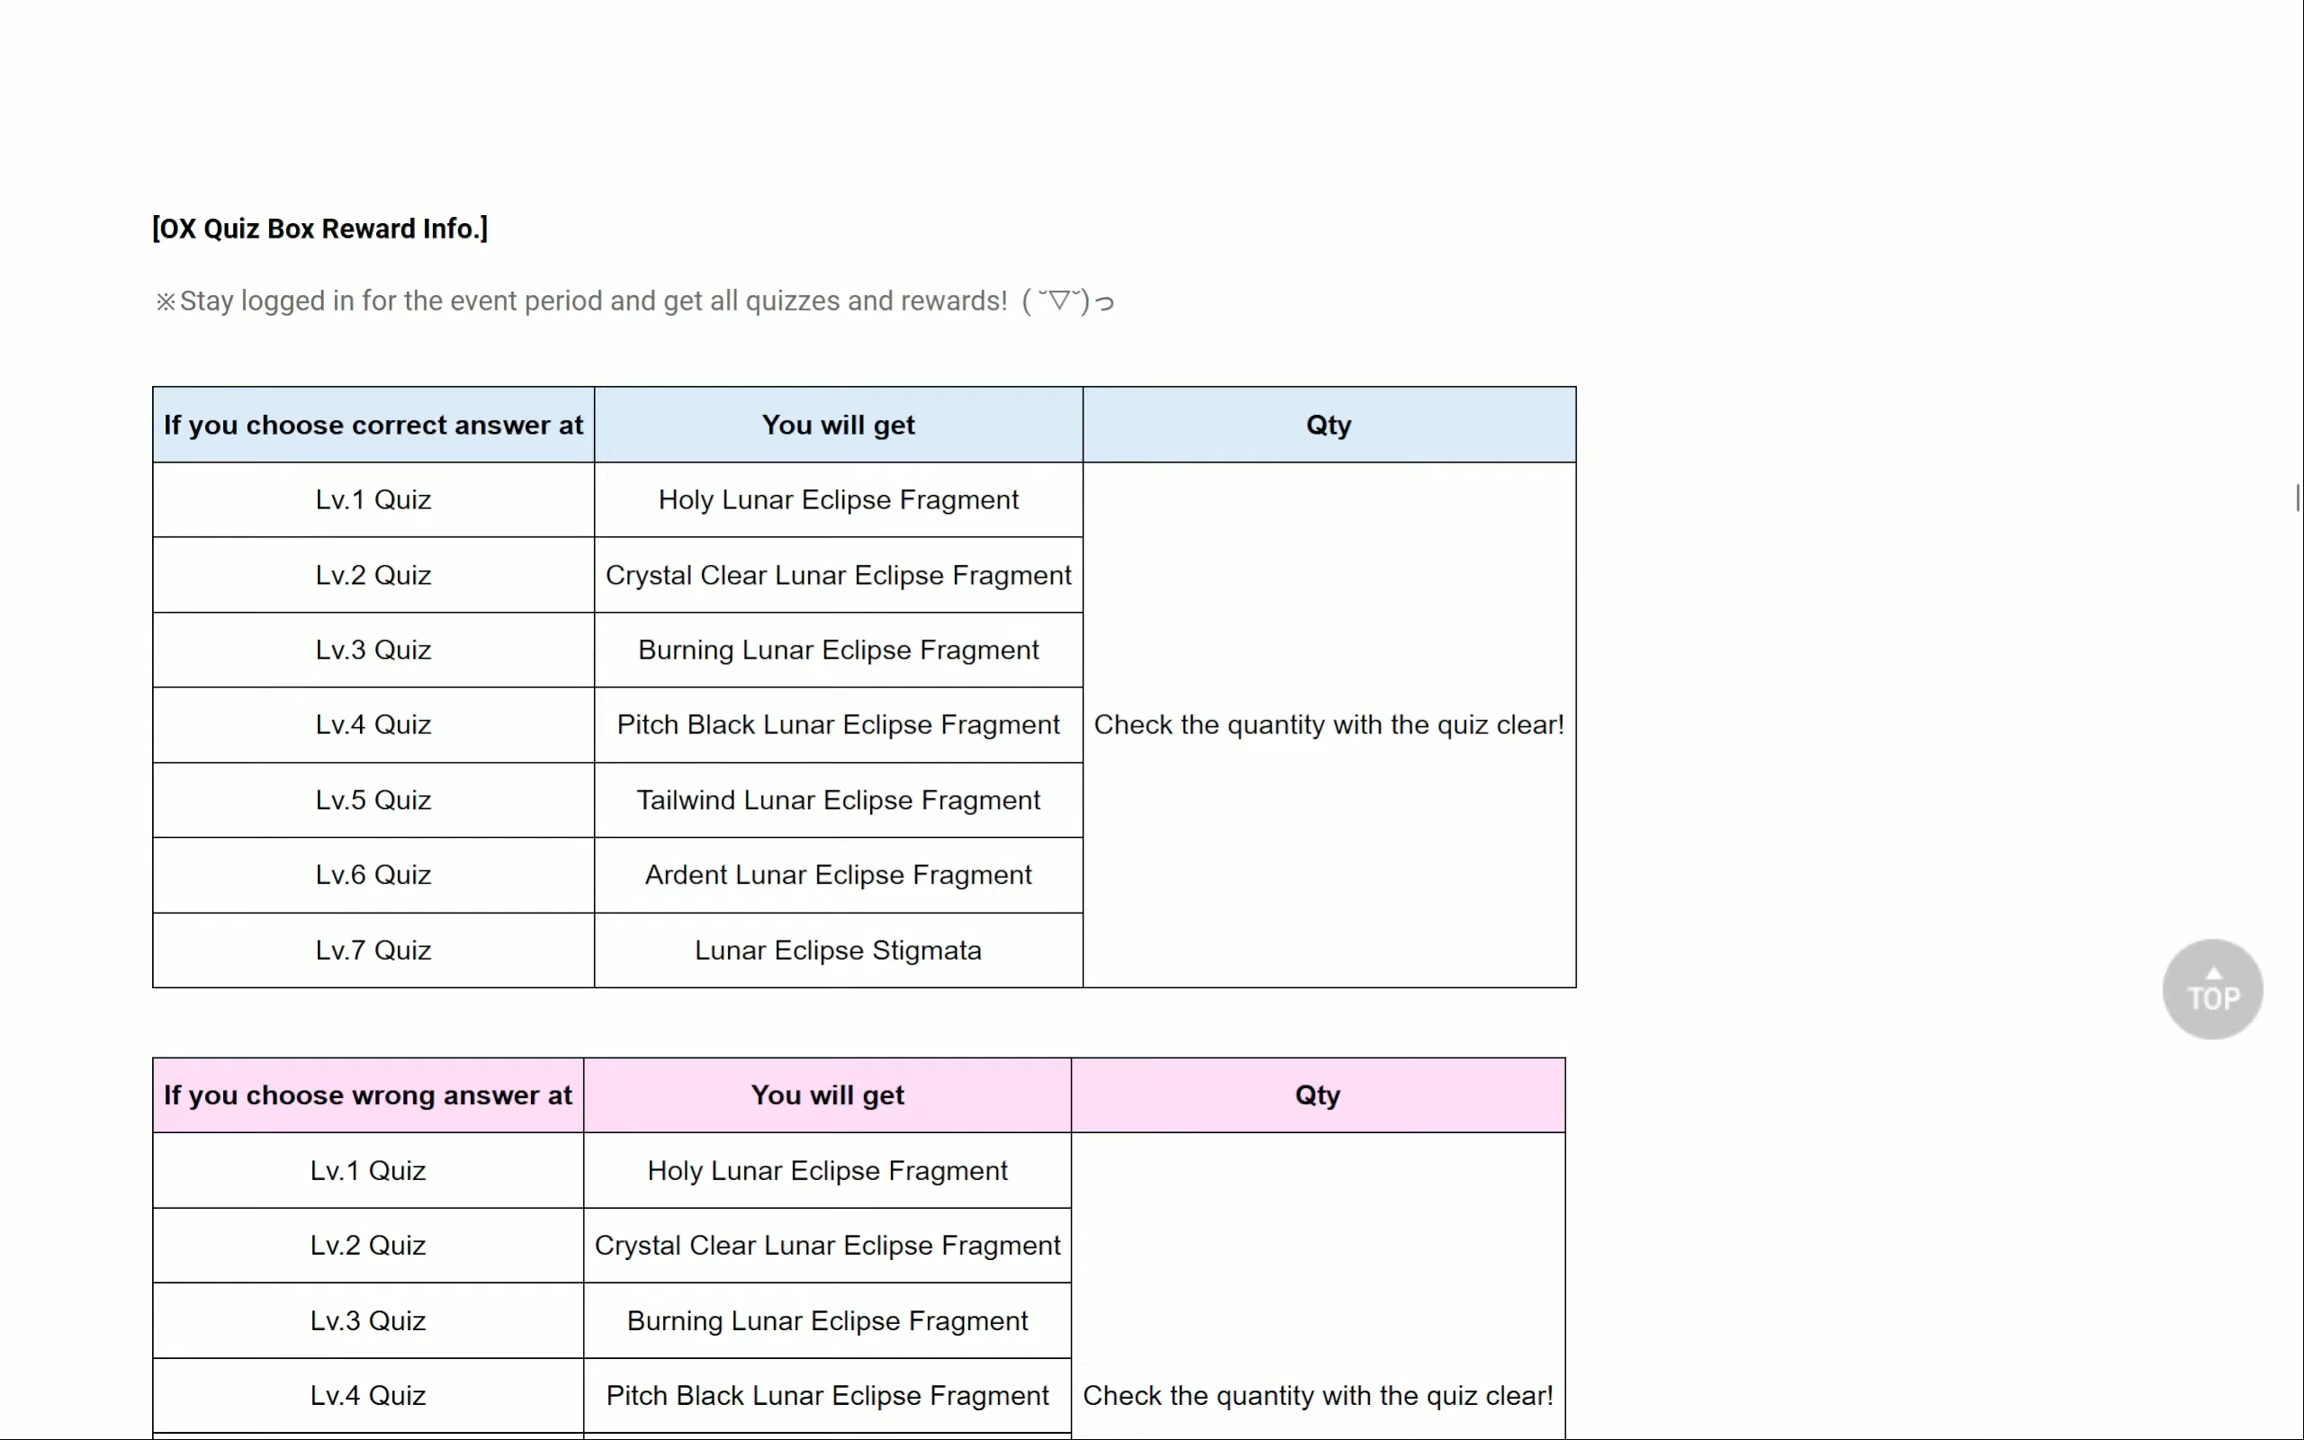 [OX Quiz Box Reward Info.]
※Stay logged in for the event period and get all quizzes and rewards! ( ˘▽˘)っ
If you choose correct answer at You will get Qty
Lv.1 Quiz Holy Lunar Eclipse Fragment
Lv.2 Quiz Crystal Clear Lunar Eclipse Fragment
Lv.3 Quiz Burning Lunar Eclipse Fragment
Lv.4 Quiz Pitch Black Lunar Eclipse Fragment Check the quantity with the quiz clear!
Lv.5 Quiz Tailwind Lunar Eclipse Fragment
Lv.6 Quiz Ardent Lunar Eclipse Fragment
Lv.7 Quiz Lunar Eclipse Stigmata
TOP
If you choose wrong answer at You will get Qty
Lv.1 Quiz Holy Lunar Eclipse Fragment
Lv.2 Quiz Crystal Clear Lunar Eclipse Fragment
Lv.3 Quiz Burning Lunar Eclipse Fragment
Lv.4 Quiz Pitch Black Lunar Eclipse Fragment Check the quantity with the quiz clear!